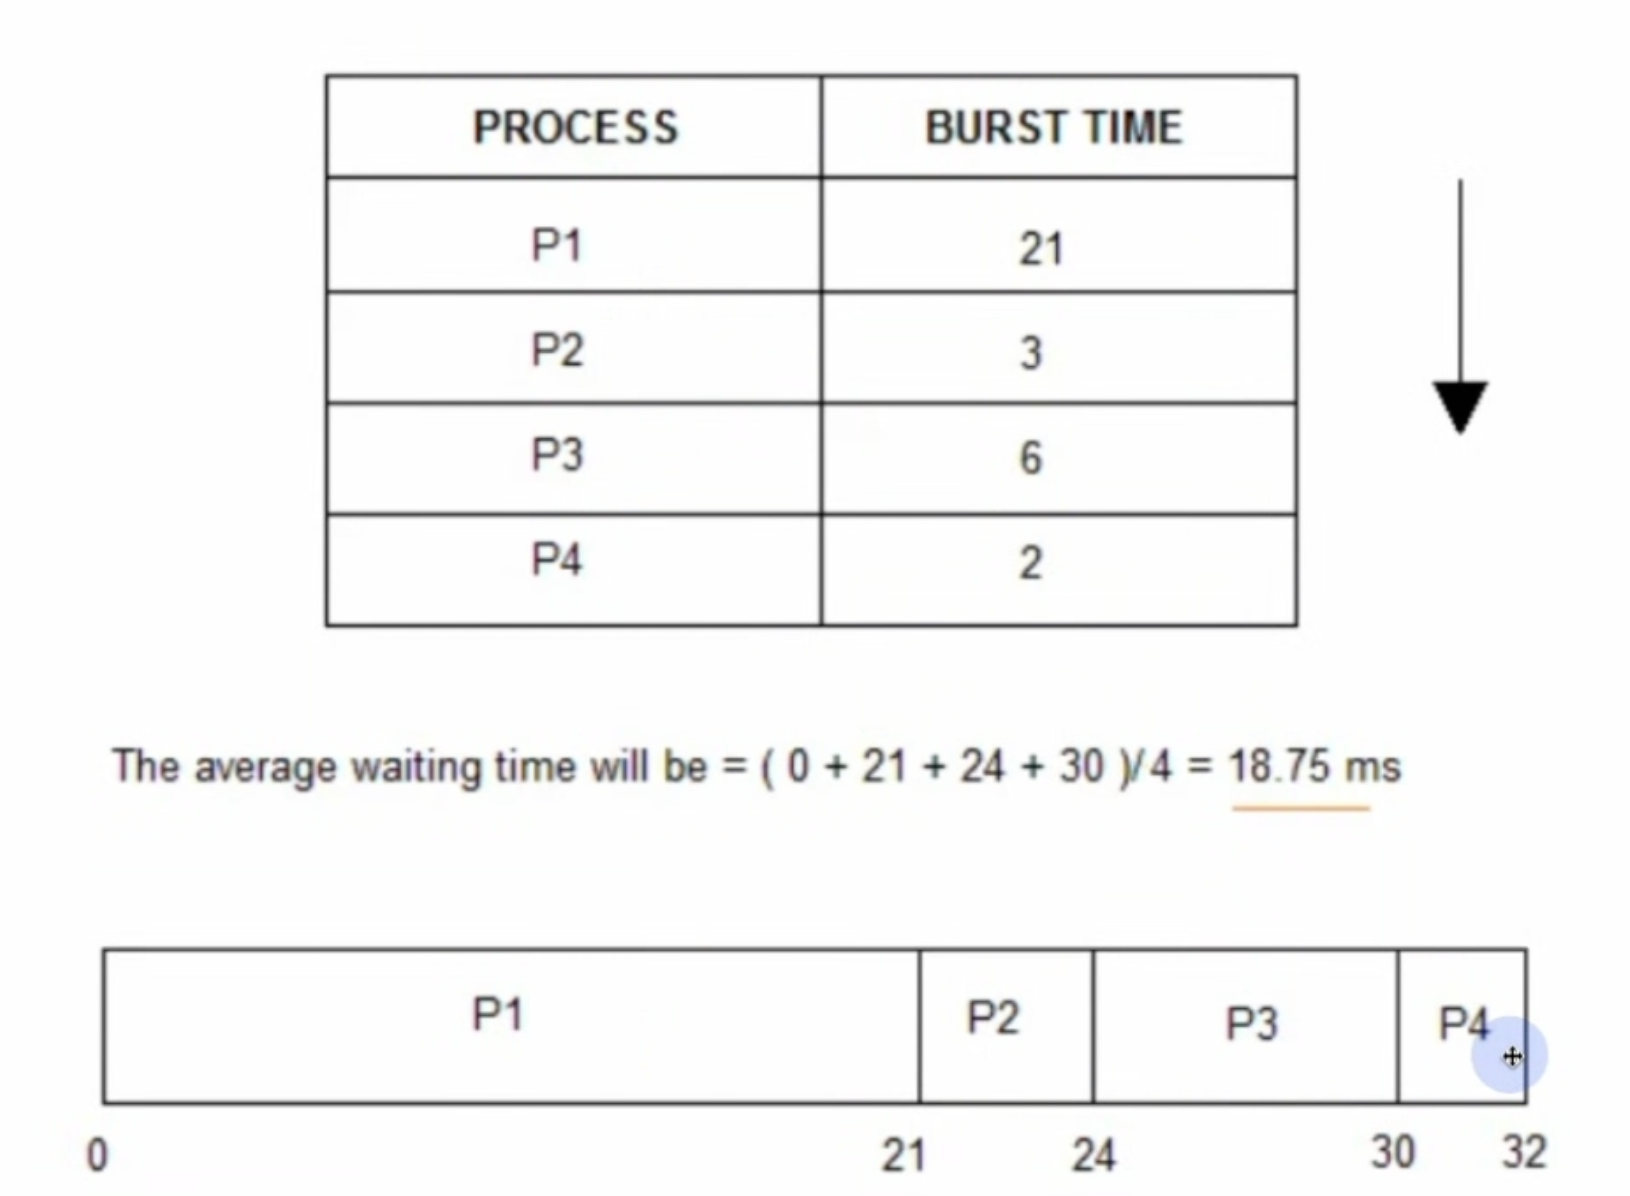 PROCESS BURST TIME
P1 21
P2 3
P3 6
P4 2
The average waiting time will be = ( 0 + 21 + 24 + 30 )/4 = 18.75 ms
P1 P2 P3 P4
0 21 24 30 32